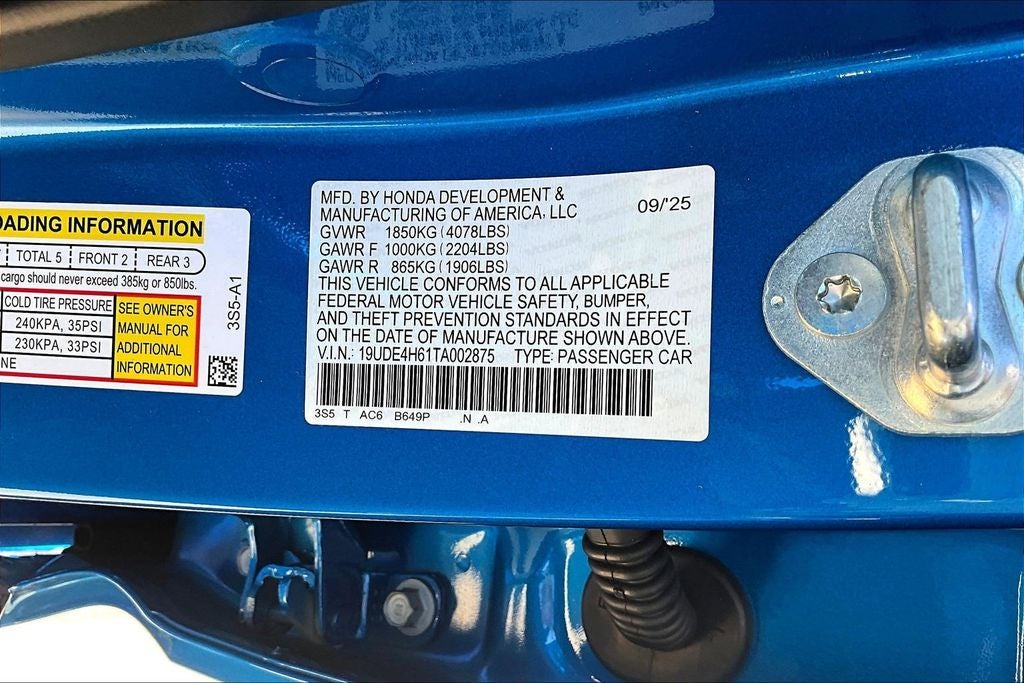 OADING INFORMATION
TOTAL 5 FRONT 2 REAR 3
cargo should never exceed 385kg or 850lbs.
COLD TIRE PRESSURE
240KPA, 35PSI
230KPA, 33PSI
NE
SEE OWNER'S
MANUAL FOR
ADDITIONAL
INFORMATION
3S5-A1
MFD. BY HONDA DEVELOPMENT &
MANUFACTURING OF AMERICA, LLC 09/'25
GVWR 1850KG (4078LBS)
GAWR F 1000KG (2204LBS)
GAWR R 865KG (1906LBS)
THIS VEHICLE CONFORMS TO ALL APPLICABLE
FEDERAL MOTOR VEHICLE SAFETY, BUMPER,
AND THEFT PREVENTION STANDARDS IN EFFECT
ON THE DATE OF MANUFACTURE SHOWN ABOVE.
V.I.N.: 19UDE4H61TA002875 TYPE: PASSENGER CAR
3S5 T AC6 B649P .N .A